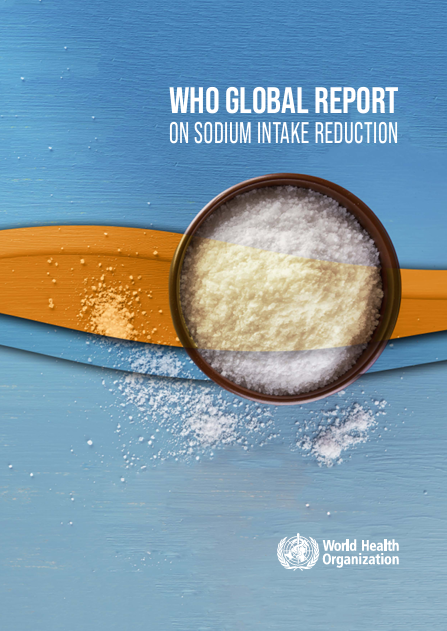 WHO GLOBAL REPORT
ON SODIUM INTAKE REDUCTION
World Health
Organization